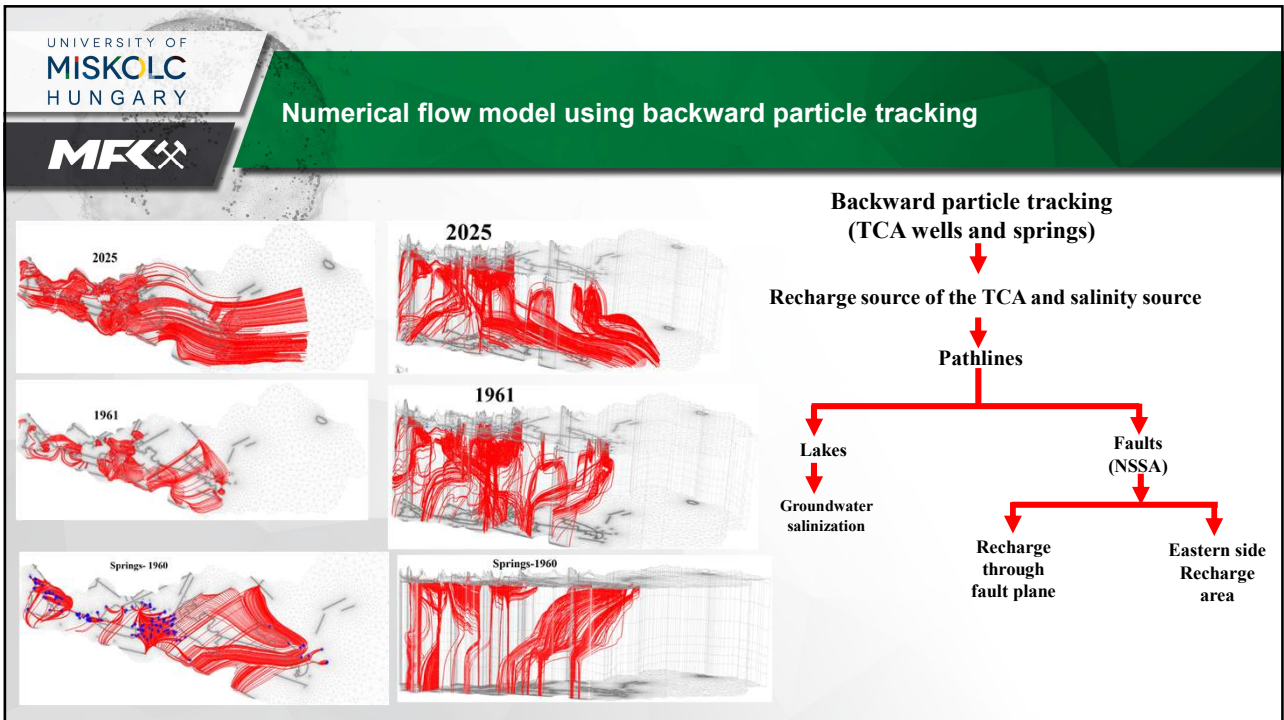 UNIVERSITY OF
MISKOLC
HUNGARY
MFK
Numerical flow model using backward particle tracking
2025
2025
1961
1961
Springs- 1960
Springs-1960
Backward particle tracking
(TCA wells and springs)
Recharge source of the TCA and salinity source
Pathlines
Lakes
Groundwater
salinization
Faults
(NSSA)
Recharge
through
fault plane
Eastern side
Recharge
area